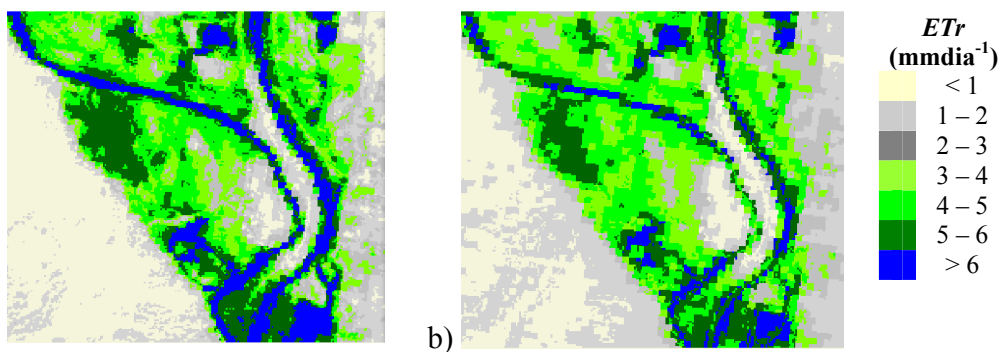 ETr
(mmdia-1)
< 1
1 – 2
2 – 3
3 – 4
4 – 5
5 – 6
> 6
b)